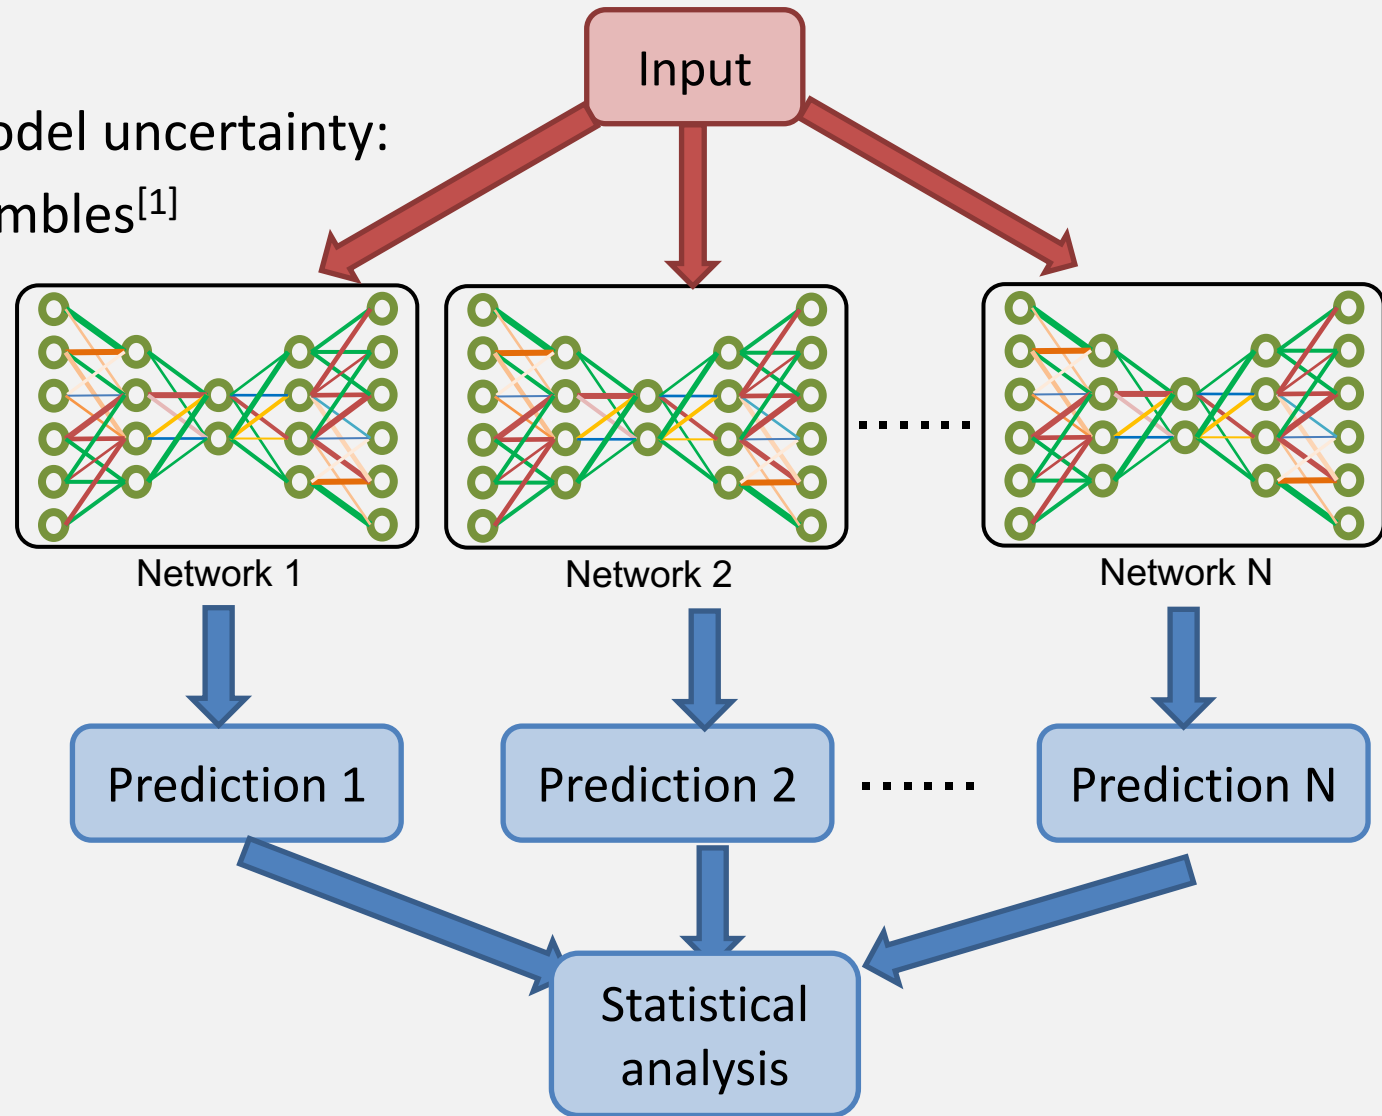 Input
odel uncertainty:
mbles[1]
Network 1
Network 2
Network N
Prediction 1
Prediction 2
Prediction N
Statistical
analysis